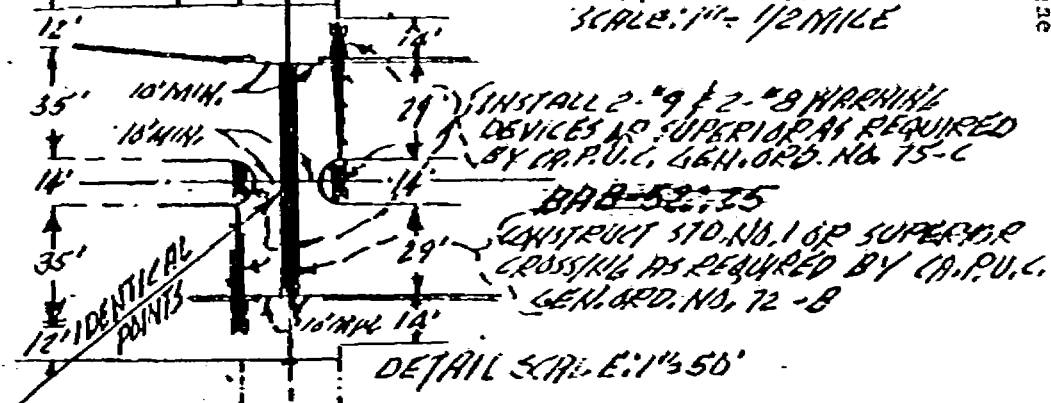 12'
14'
SCALE: 1" = 1/2 MILE
35'
10' MIN.
29'
INSTALL 2-#9 & 2-#8 WARNING
DEVICES OR SUPERIOR AS REQUIRED
BY CA.P.U.C. GEN.ORD. NO. 75-C
10' MIN.
14'
14'
CONSTRUCT STD. NO. 1 OR SUPERIOR
CROSSING AS REQUIRED BY CA.P.U.C.
GEN.ORD. NO. 72-B
35'
29'
IDENTICAL
POINTS
12'
10' MIN.
14'
DETAIL SCALE: 1"=50'